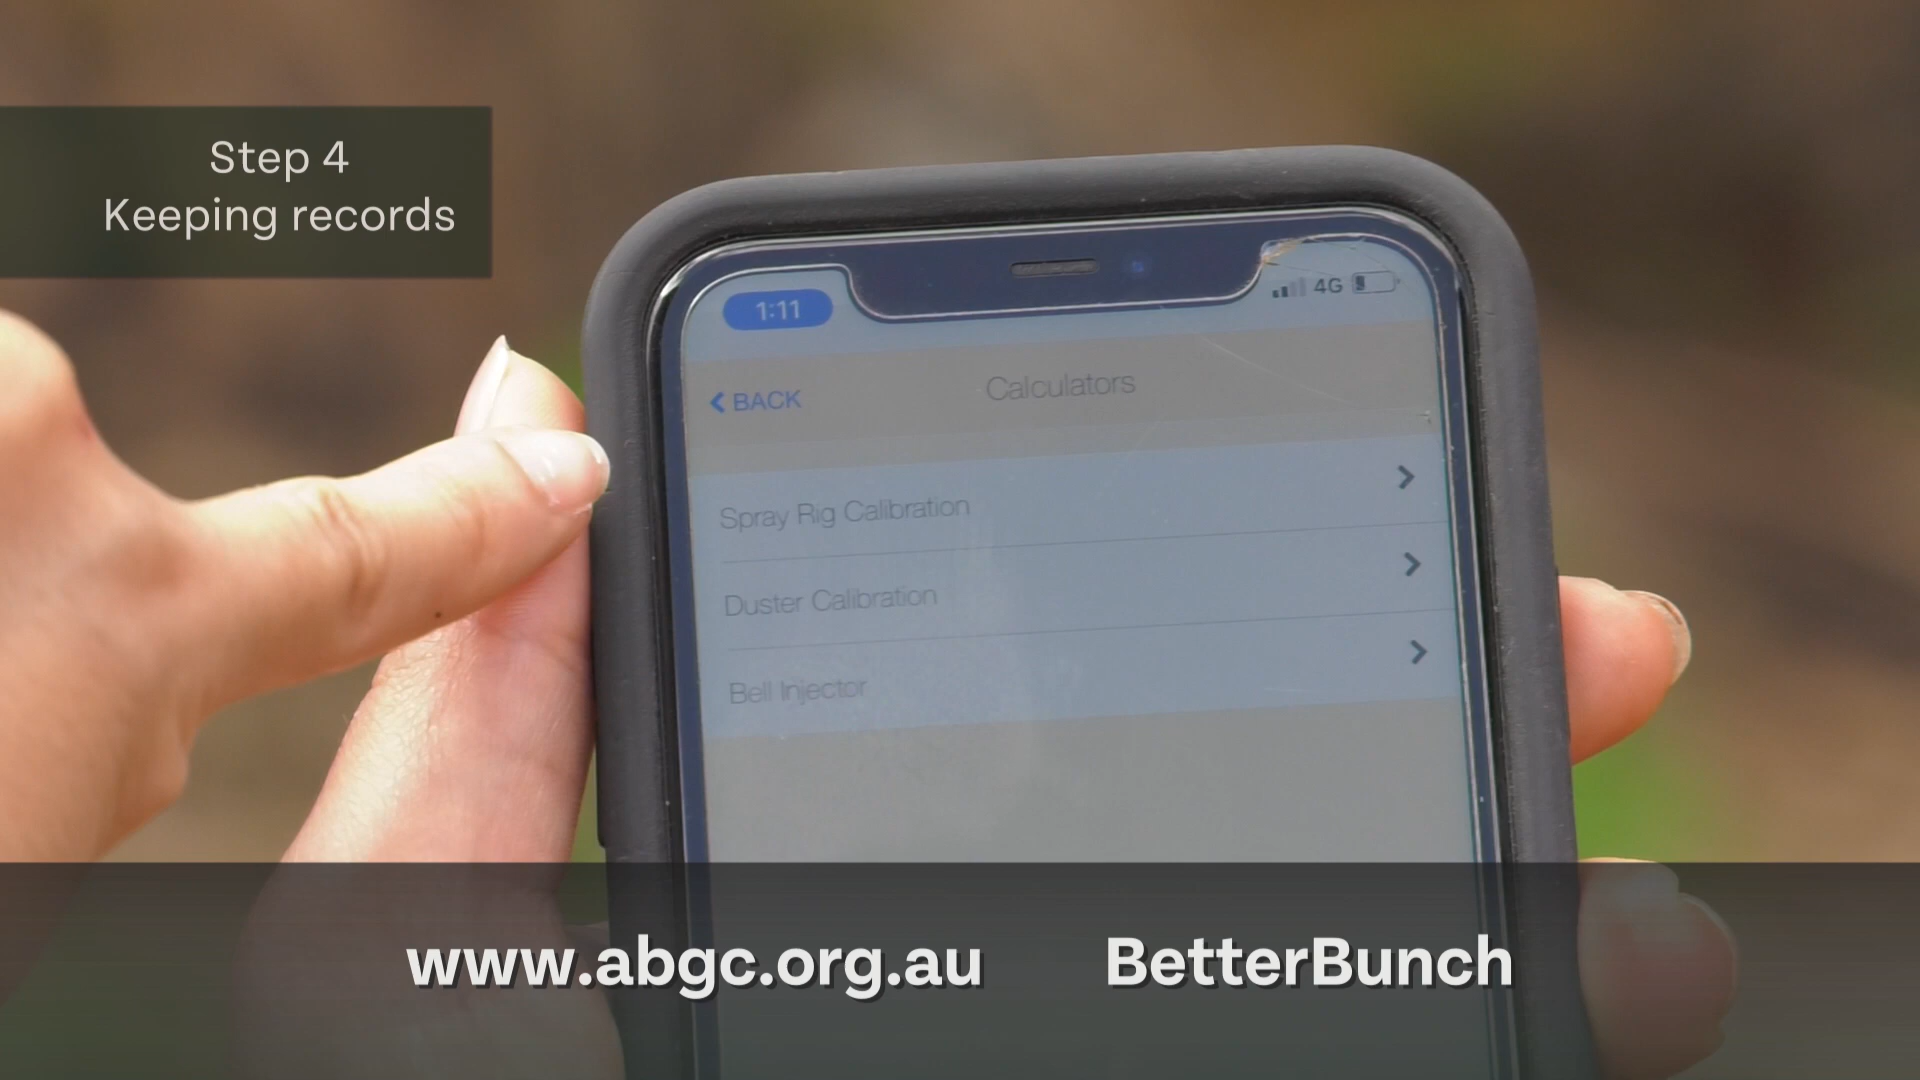 Step 4
Keeping records
1:11
4G
BACK
Calculators
Spray Rig Calibration
Duster Calibration
Bell Injector
www.abgc.org.au
BetterBunch